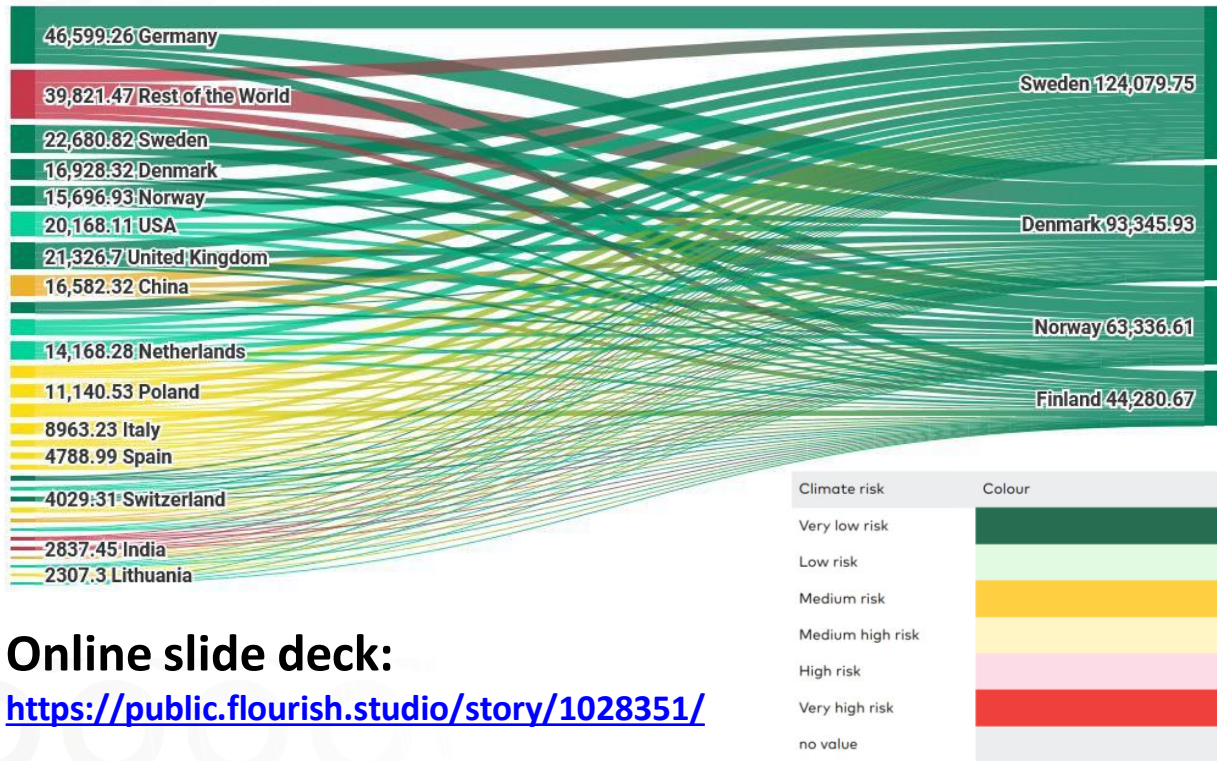 46,599.26 Germany
39,821.47 Rest of the World
22,680.82 Sweden
16,928.32 Denmark
15,696.93 Norway
20,168.11 USA
21,326.7 United Kingdom
16,582.32 China
14,168.28 Netherlands
11,140.53 Poland
8963.23 Italy
4788.99 Spain
4029.31 Switzerland
2837.45 India
2307.3 Lithuania
Sweden 124,079.75
Denmark 93,345.93
Norway 63,336.61
Finland 44,280.67
Climate risk Colour
Very low risk
Low risk
Medium risk
Medium high risk
High risk
Very high risk
no value
Online slide deck:
https://public.flourish.studio/story/1028351/